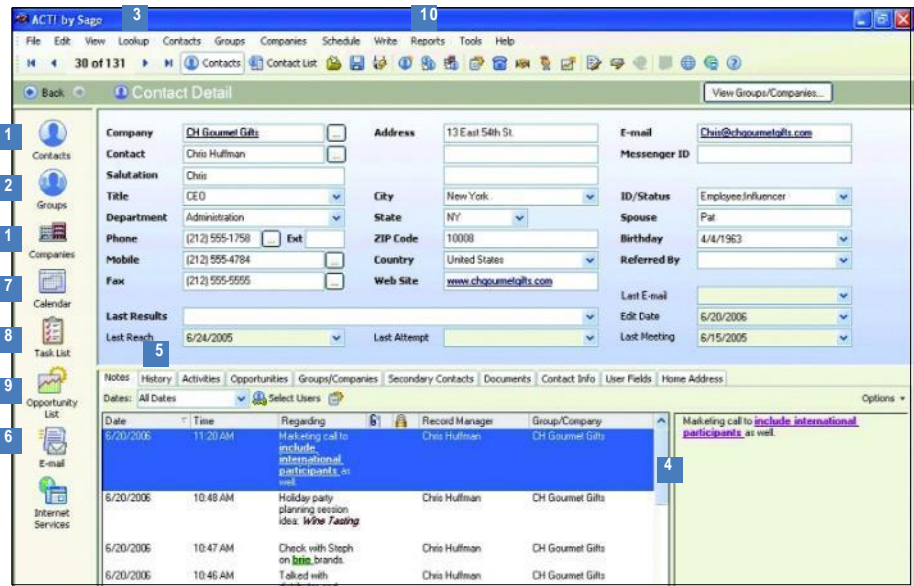 ACT! by Sage 3 10
File Edit View Lookup Contacts Groups Companies Schedule Write Reports Tools Help
30 of 131 Contacts Contact List
Back Contact Detail View Groups/Companies...
1 Contacts
2 Groups
1 Companies
7 Calendar
8 Task List
9 Opportunity List
6 E-mail
Internet Services
Company CH Gourmet Gifts ... Address 13 East 54th St. E-mail Chris@chgourmetgifts.com
Contact Chris Huffman ... Messenger ID
Salutation Chris
Title CEO City New York ID/Status Employee;Influencer
Department Administration State NY Spouse Pat
Phone (212) 555-1758 ... Ext ZIP Code 10008 Birthday 4/4/1963
Mobile (212) 555-4784 ... Country United States Referred By
Fax (212) 555-5555 ... Web Site www.chgourmetgifts.com
Last E-mail
Last Results Edit Date 6/20/2006
Last Reach 6/24/2005 Last Attempt Last Meeting 6/15/2005
5
Notes History Activities Opportunities Groups/Companies Secondary Contacts Documents Contact Info User Fields Home Address
Dates: All Dates Select Users Options
Date Time Regarding Record Manager Group/Company
6/20/2006 11:20 AM Marketing call to Chris Huffman CH Gourmet Gifts
include
international
participants as
well.
6/20/2006 10:48 AM Holiday party Chris Huffman CH Gourmet Gifts
planning session
idea: Wine Tasting
6/20/2006 10:47 AM Check with Steph Chris Huffman CH Gourmet Gifts
on brie brands.
6/20/2006 10:46 AM Talked with Chris Huffman CH Gourmet Gifts
4
Marketing call to include international
participants as well.